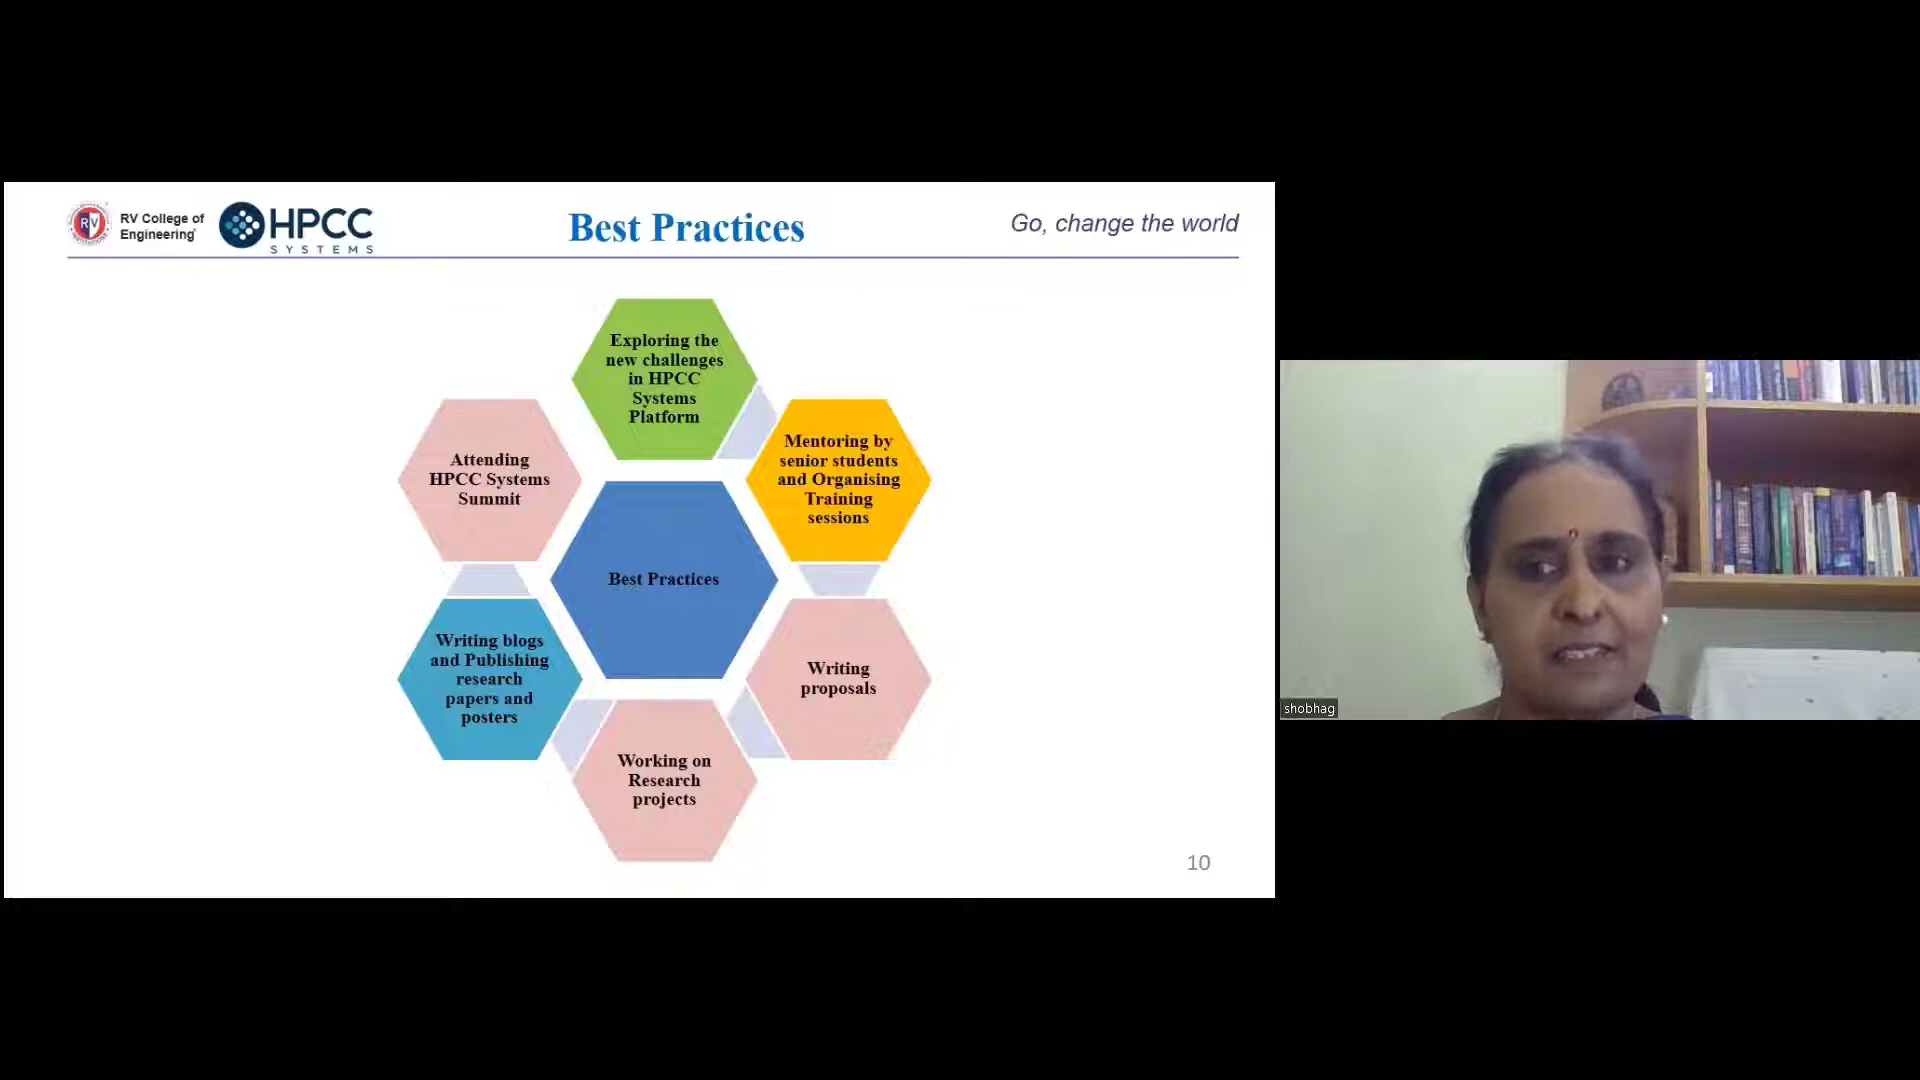 RV College of
Engineering
HPCC
SYSTEMS
Best Practices
Go, change the world
Exploring the
new challenges
in HPCC
Systems
Platform
Mentoring by
senior students
and Organising
Training
sessions
Writing
proposals
Working on
Research
projects
Writing blogs
and Publishing
research
papers and
posters
Attending
HPCC Systems
Summit
Best Practices
10
shobhag